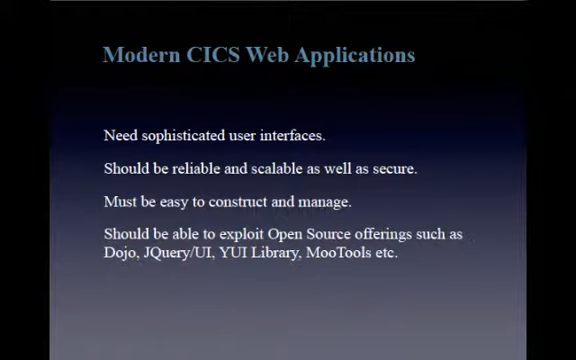 Modern CICS Web Applications
Need sophisticated user interfaces.
Should be reliable and scalable as well as secure.
Must be easy to construct and manage.
Should be able to exploit Open Source offerings such as
Dojo, JQuery/UI, YUI Library, MooTools etc.